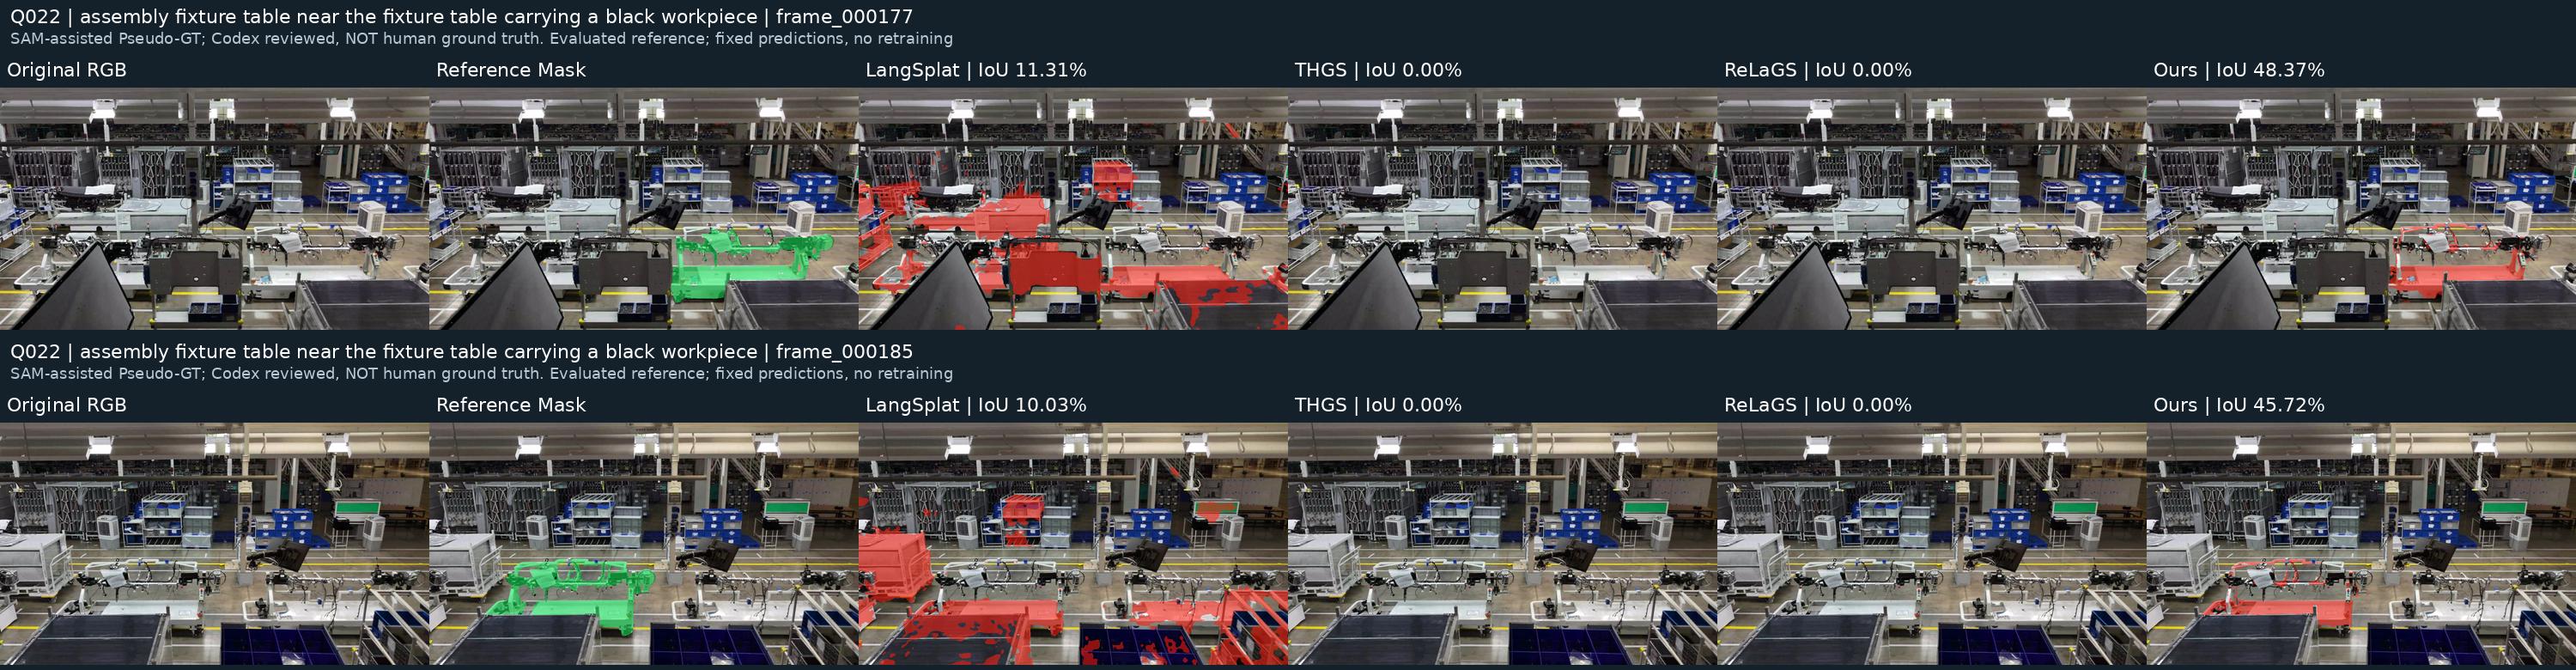 Q022 | assembly fixture table near the fixture table carrying a black workpiece | frame_000177
SAM-assisted Pseudo-GT; Codex reviewed, NOT human ground truth. Evaluated reference; fixed predictions, no retraining
Original RGB
Reference Mask
LangSplat | IoU 11.31%
THGS | IoU 0.00%
ReLaGS | IoU 0.00%
Ours | IoU 48.37%
Q022 | assembly fixture table near the fixture table carrying a black workpiece | frame_000185
SAM-assisted Pseudo-GT; Codex reviewed, NOT human ground truth. Evaluated reference; fixed predictions, no retraining
Original RGB
Reference Mask
LangSplat | IoU 10.03%
THGS | IoU 0.00%
ReLaGS | IoU 0.00%
Ours | IoU 45.72%